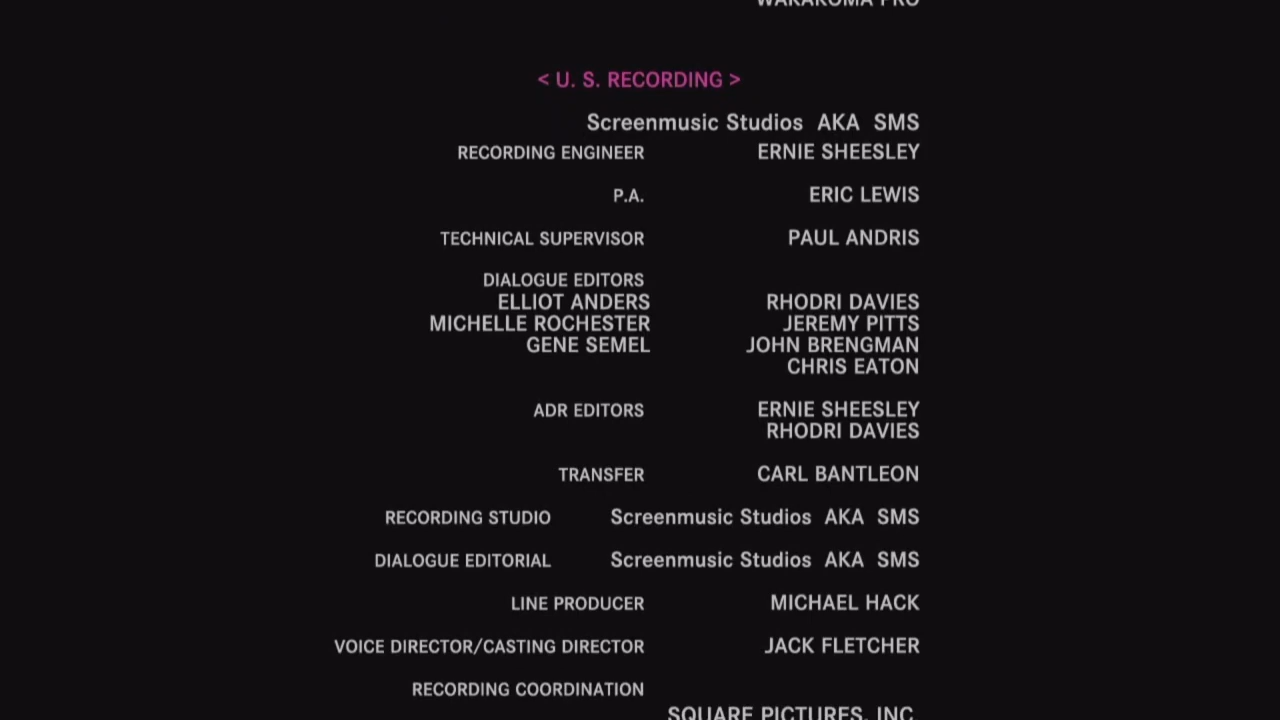 WAKAKOMA PRO
< U. S. RECORDING >
Screenmusic Studios AKA SMS
RECORDING ENGINEER ERNIE SHEESLEY
P.A. ERIC LEWIS
TECHNICAL SUPERVISOR PAUL ANDRIS
DIALOGUE EDITORS
ELLIOT ANDERS RHODRI DAVIES
MICHELLE ROCHESTER JEREMY PITTS
GENE SEMEL JOHN BRENGMAN
CHRIS EATON
ADR EDITORS ERNIE SHEESLEY
RHODRI DAVIES
TRANSFER CARL BANTLEON
RECORDING STUDIO Screenmusic Studios AKA SMS
DIALOGUE EDITORIAL Screenmusic Studios AKA SMS
LINE PRODUCER MICHAEL HACK
VOICE DIRECTOR/CASTING DIRECTOR JACK FLETCHER
RECORDING COORDINATION
SQUARE PICTURES, INC